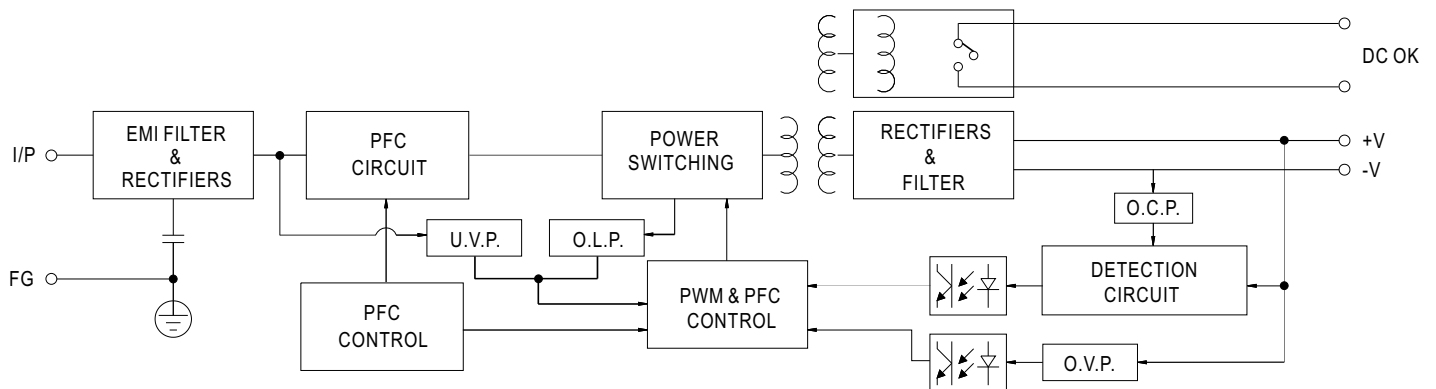 DC OK
I/P
EMI FILTER
&
RECTIFIERS
PFC
CIRCUIT
POWER
SWITCHING
RECTIFIERS
&
FILTER
+V
-V
O.C.P.
U.V.P.
O.L.P.
FG
PFC
CONTROL
PWM & PFC
CONTROL
DETECTION
CIRCUIT
O.V.P.